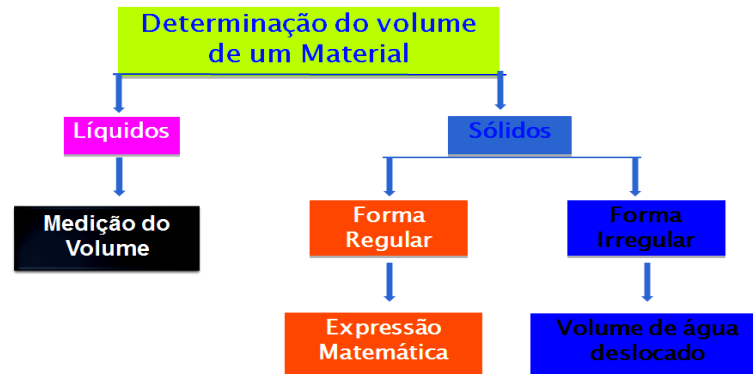 Determinação do volume
de um Material
Líquidos
Sólidos
Medição do
Volume
Forma
Regular
Forma
Irregular
Expressão
Matemática
Volume de água
deslocado